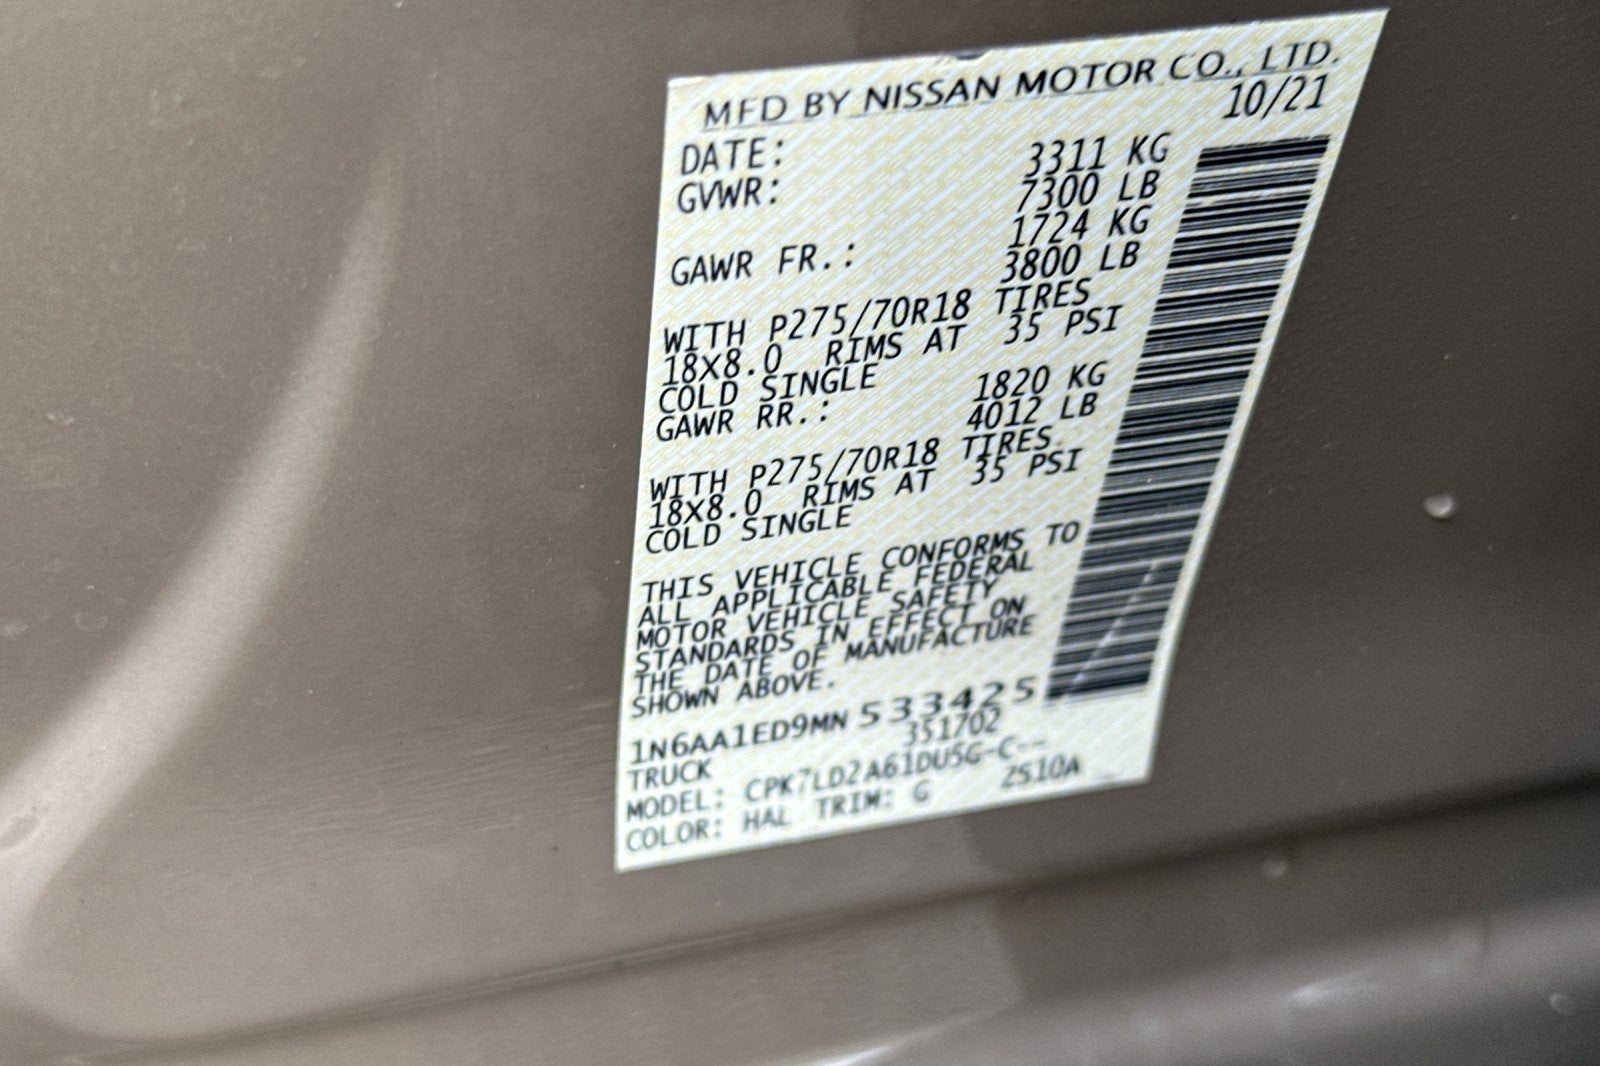 MFD BY NISSAN MOTOR CO., LTD.
DATE: 10/21
GVWR: 3311 KG
7300 LB
GAWR FR.: 1724 KG
3800 LB
WITH P275/70R18 TIRES
18X8.0 RIMS AT 35 PSI
COLD SINGLE
GAWR RR.: 1820 KG
4012 LB
WITH P275/70R18 TIRES
18X8.0 RIMS AT 35 PSI
COLD SINGLE
THIS VEHICLE CONFORMS TO
ALL APPLICABLE FEDERAL
MOTOR VEHICLE SAFETY
STANDARDS IN EFFECT ON
THE DATE OF MANUFACTURE
SHOWN ABOVE.
1N6AA1ED9MN 533425
TRUCK 351702
MODEL: CPK7LD2A61DU5G-C--
COLOR: HAL TRIM: G ZS10A